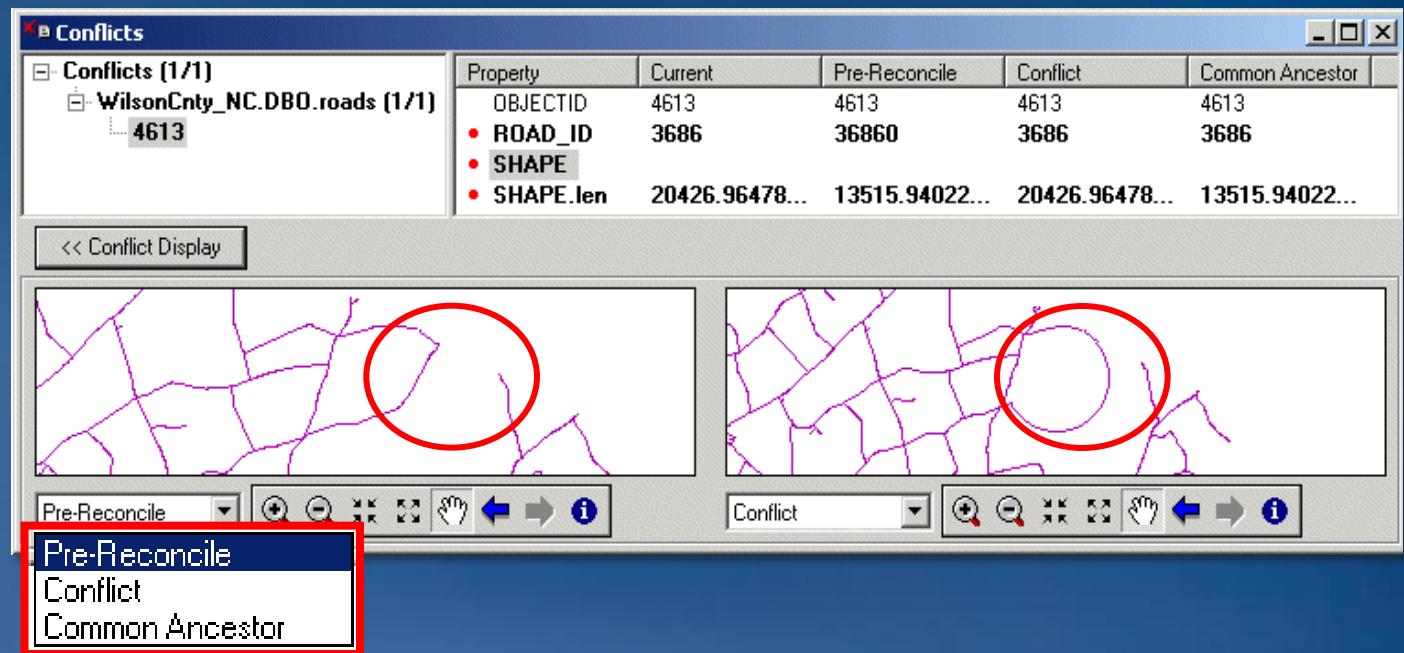 Conflicts
Conflicts (1/1)
WilsonCnty_NC.DBO.roads (1/1)
4613
Property Current Pre-Reconcile Conflict Common Ancestor
OBJECTID 4613 4613 4613 4613
ROAD_ID 3686 36860 3686 3686
SHAPE
SHAPE.len 20426.96478... 13515.94022... 20426.96478... 13515.94022...
<< Conflict Display
Pre-Reconcile
Conflict
Pre-Reconcile
Conflict
Common Ancestor